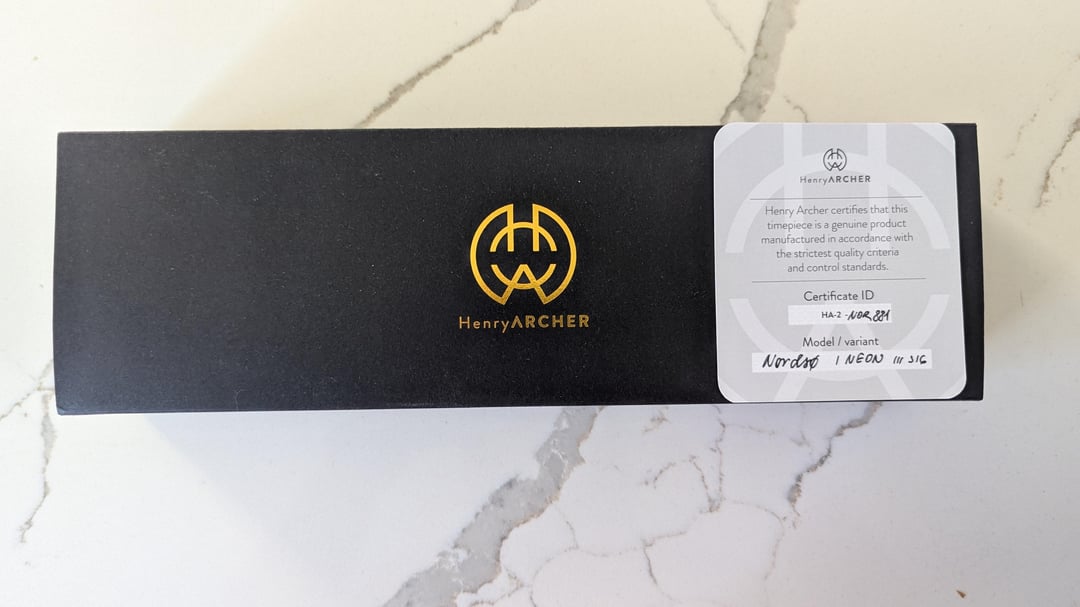 HenryARCHER
HenryARCHER
Henry Archer certifies that this
timepiece is a genuine product
manufactured in accordance with
the strictest quality criteria
and control standards.
Certificate ID
HA-2 - NOR 881
Model / variant
Nordsø / NEON /// 316